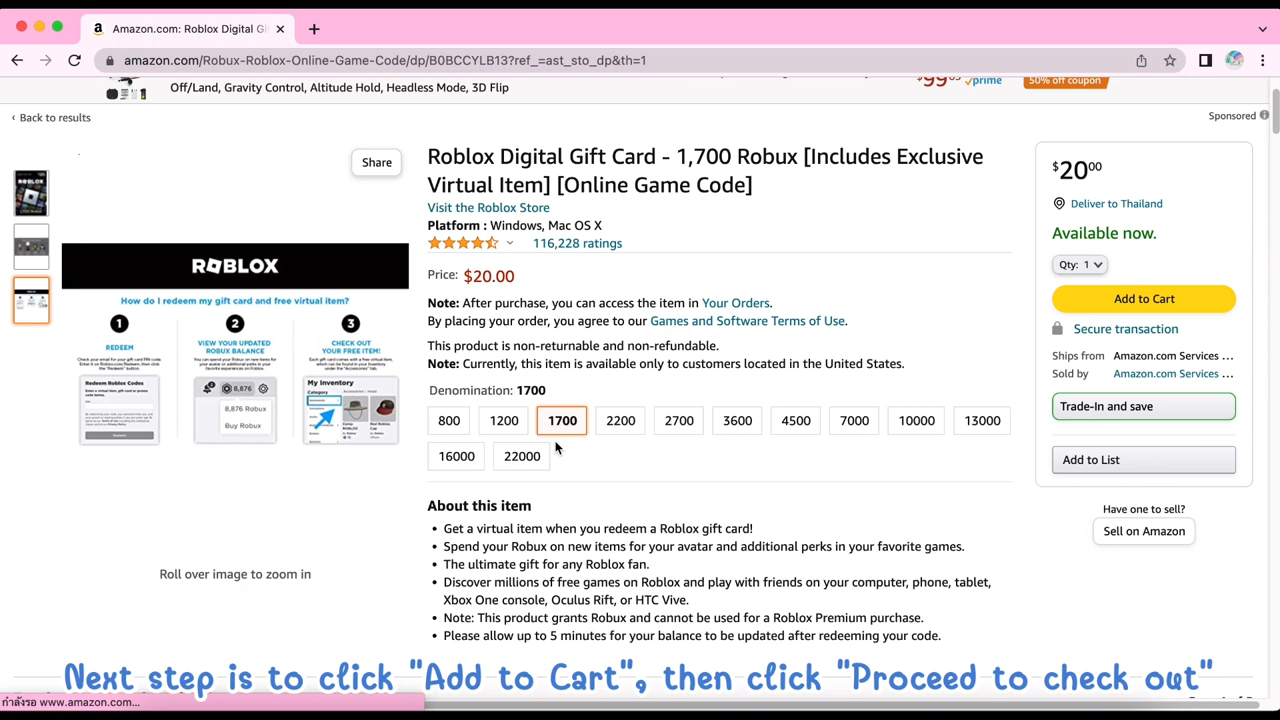 Amazon.com: Roblox Digital Gi
amazon.com/Robux-Roblox-Online-Game-Code/dp/B0BCCYLB13?ref_=ast_sto_dp&th=1
Off/Land, Gravity Control, Altitude Hold, Headless Mode, 3D Flip
prime
50% off coupon
Back to results
Sponsored
Share
ROBLOX
How do I redeem my gift card and free virtual item?
1
2
3
REDEEM
VIEW YOUR UPDATED
ROBUX BALANCE
CHECK OUT
YOUR FREE ITEM!
Redeem Roblox Codes
8,876
8,876 Robux
Buy Robux
My Inventory
Category
Roll over image to zoom in
Roblox Digital Gift Card - 1,700 Robux [Includes Exclusive
Virtual Item] [Online Game Code]
Visit the Roblox Store
Platform : Windows, Mac OS X
116,228 ratings
Price: $20.00
Note: After purchase, you can access the item in Your Orders.
By placing your order, you agree to our Games and Software Terms of Use.
This product is non-returnable and non-refundable.
Note: Currently, this item is available only to customers located in the United States.
Denomination: 1700
800 1200 1700 2200 2700 3600 4500 7000 10000 13000
16000 22000
About this item
• Get a virtual item when you redeem a Roblox gift card!
• Spend your Robux on new items for your avatar and additional perks in your favorite games.
• The ultimate gift for any Roblox fan.
• Discover millions of free games on Roblox and play with friends on your computer, phone, tablet,
Xbox One console, Oculus Rift, or HTC Vive.
• Note: This product grants Robux and cannot be used for a Roblox Premium purchase.
• Please allow up to 5 minutes for your balance to be updated after redeeming your code.
$20.00
Deliver to Thailand
Available now.
Qty: 1
Add to Cart
Secure transaction
Ships from Amazon.com Services ...
Sold by Amazon.com Services ...
Trade-In and save
Add to List
Have one to sell?
Sell on Amazon
Next step is to click "Add to Cart", then click "Proceed to check out"
กำลังรอ www.amazon.com...